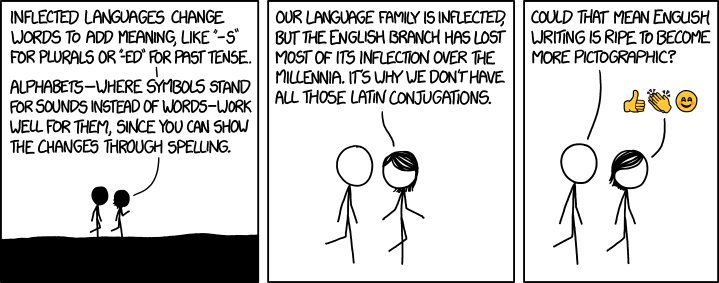 INFLECTED LANGUAGES CHANGE
WORDS TO ADD MEANING, LIKE "-S"
FOR PLURALS OR "-ED" FOR PAST TENSE.
ALPHABETS—WHERE SYMBOLS STAND
FOR SOUNDS INSTEAD OF WORDS—WORK
WELL FOR THEM, SINCE YOU CAN SHOW
THE CHANGES THROUGH SPELLING.
OUR LANGUAGE FAMILY IS INFLECTED,
BUT THE ENGLISH BRANCH HAS LOST
MOST OF ITS INFLECTION OVER THE
MILLENNIA. IT'S WHY WE DON'T HAVE
ALL THOSE LATIN CONJUGATIONS.
COULD THAT MEAN ENGLISH
WRITING IS RIPE TO BECOME
MORE PICTOGRAPHIC?
👍👏😄